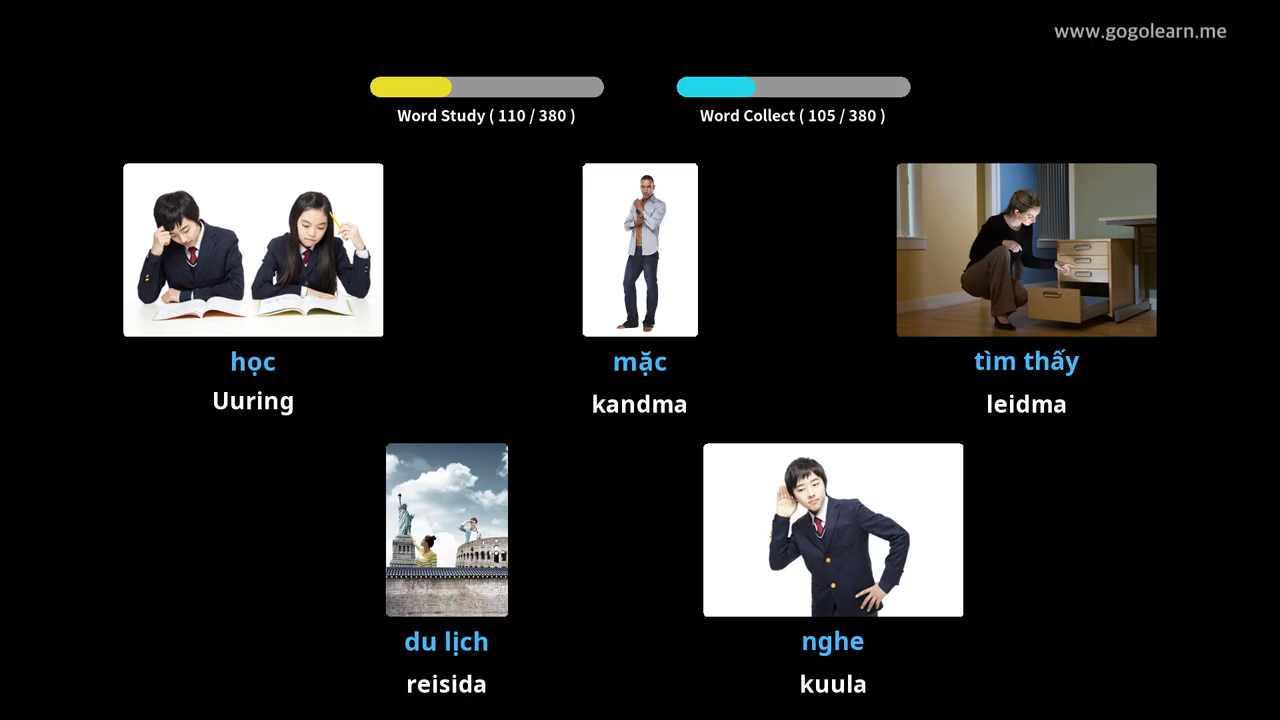 www.gogolearn.me
Word Study ( 110 / 380 )
Word Collect ( 105 / 380 )
học
Uuring
mặc
kandma
tìm thấy
leidma
du lịch
reisida
nghe
kuula